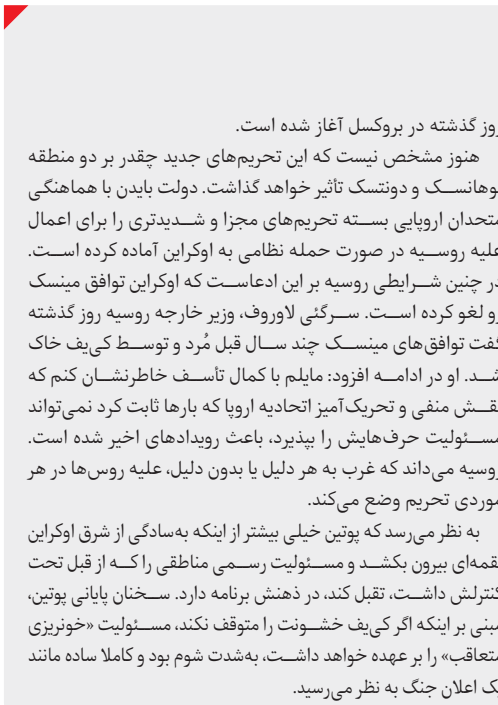 روز گذشته در بروکسل آغاز شده است.
هنوز مشخص نیست که این تحریم‌های جدید چقدر بر دو منطقه
لوهانسک و دونتسک تأثیر خواهد گذاشت. دولت بایدن با هماهنگی
متحدان اروپایی بسته تحریم‌های مجزا و شدیدتری را برای اعمال
علیه روسیه در صورت حمله نظامی به اوکراین آماده کرده است.
در چنین شرایطی روسیه بر این ادعاست که اوکراین توافق مینسک
رو لغو کرده است. سرگئی لاوروف، وزیر خارجه روسیه روز گذشته
گفت توافق‌های مینسک چند سال قبل مُرد و توسط کی‌یف خاک
شد. او در ادامه افزود: مایلم با کمال تأسف خاطرنشان کنم که
نقش منفی و تحریک‌آمیز اتحادیه اروپا که بارها ثابت کرد نمی‌تواند
مسئولیت حرف‌هایش را بپذیرد، باعث رویدادهای اخیر شده است.
روسیه می‌داند که غرب به هر دلیل یا بدون دلیل، علیه روس‌ها در هر
موردی تحریم وضع می‌کند.
به نظر می‌رسد که پوتین خیلی بیشتر از اینکه به‌سادگی از شرق اوکراین
لقمه‌ای بیرون بکشد و مسئولیت رسمی مناطقی را که از قبل تحت
کنترلش داشت، تقبل کند، در ذهنش برنامه دارد. سخنان پایانی پوتین،
مبنی بر اینکه اگر کی‌یف خشونت را متوقف نکند، مسئولیت «خونریزی
متعاقب» را بر عهده خواهد داشت، به‌شدت شوم بود و کاملا ساده مانند
یک اعلان جنگ به نظر می‌رسید.